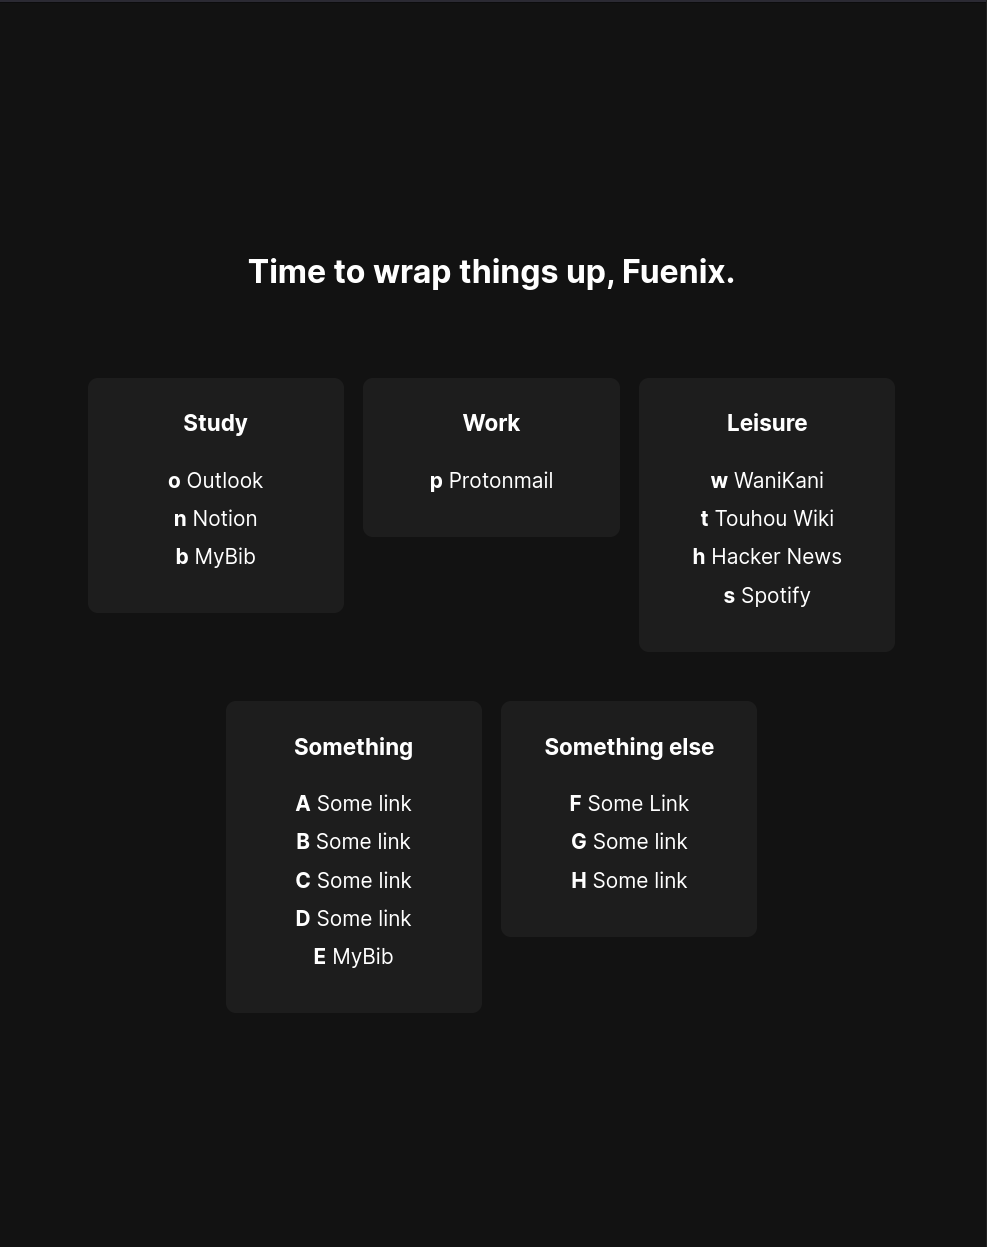 Time to wrap things up, Fuenix.
Study
o Outlook
n Notion
b MyBib
Work
p Protonmail
Leisure
w WaniKani
t Touhou Wiki
h Hacker News
s Spotify
Something
A Some link
B Some link
C Some link
D Some link
E MyBib
Something else
F Some Link
G Some link
H Some link